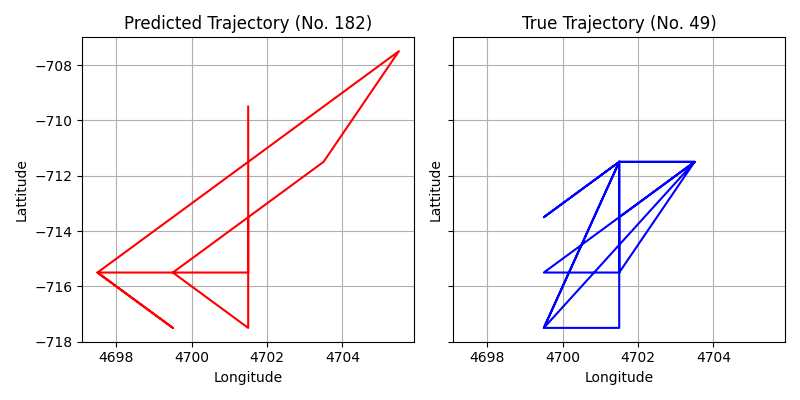 Predicted Trajectory (No. 182)
True Trajectory (No. 49)
Lattitude
−708
−710
−712
−714
−716
−718
4698
4700
4702
4704
Longitude
Lattitude
4698
4700
4702
4704
Longitude